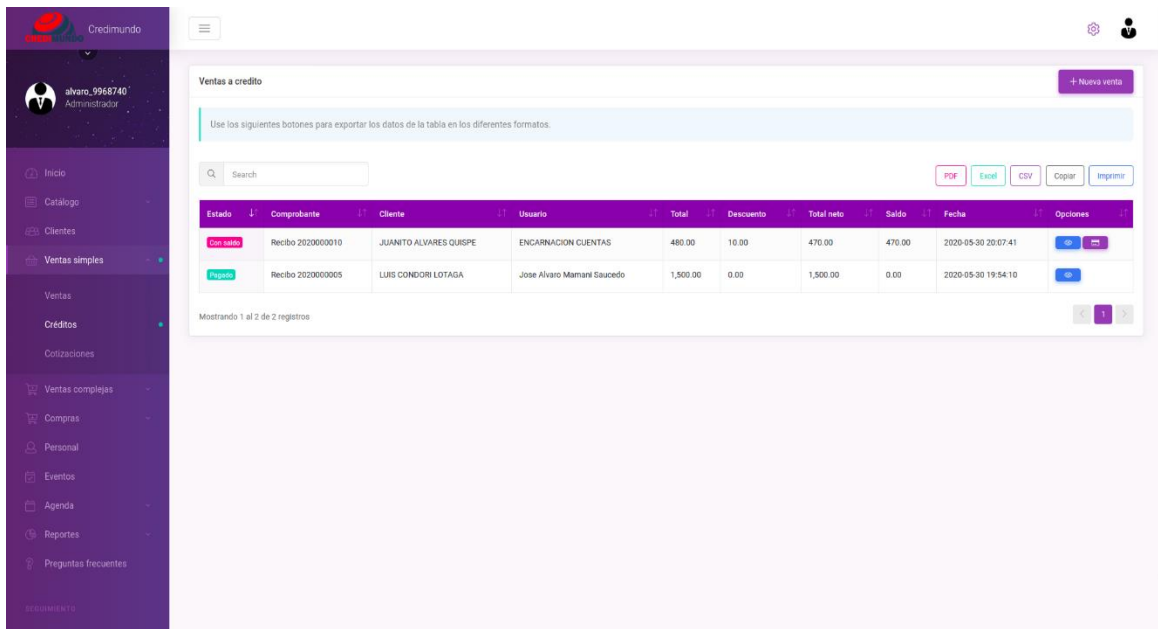 CREDIMUNDO
Credimundo
alvaro_9968740
Administrador
Inicio
Catálogo
Clientes
Ventas simples
Ventas
Créditos
Cotizaciones
Ventas complejas
Compras
Personal
Eventos
Agenda
Reportes
Preguntas frecuentes
SEGUIMIENTO
Ventas a credito
+ Nueva venta
Use los siguientes botones para exportar los datos de la tabla en los diferentes formatos.
Search
PDF Excel CSV Copiar Imprimir
Estado Comprobante Cliente Usuario Total Descuento Total neto Saldo Fecha Opciones
Con saldo Recibo 2020000010 JUANITO ALVARES QUISPE ENCARNACION CUENTAS 480.00 10.00 470.00 470.00 2020-05-30 20:07:41
Pagado Recibo 2020000005 LUIS CONDORI LOTAGA Jose Alvaro Mamani Saucedo 1,500.00 0.00 1,500.00 0.00 2020-05-30 19:54:10
Mostrando 1 al 2 de 2 registros
< 1 >